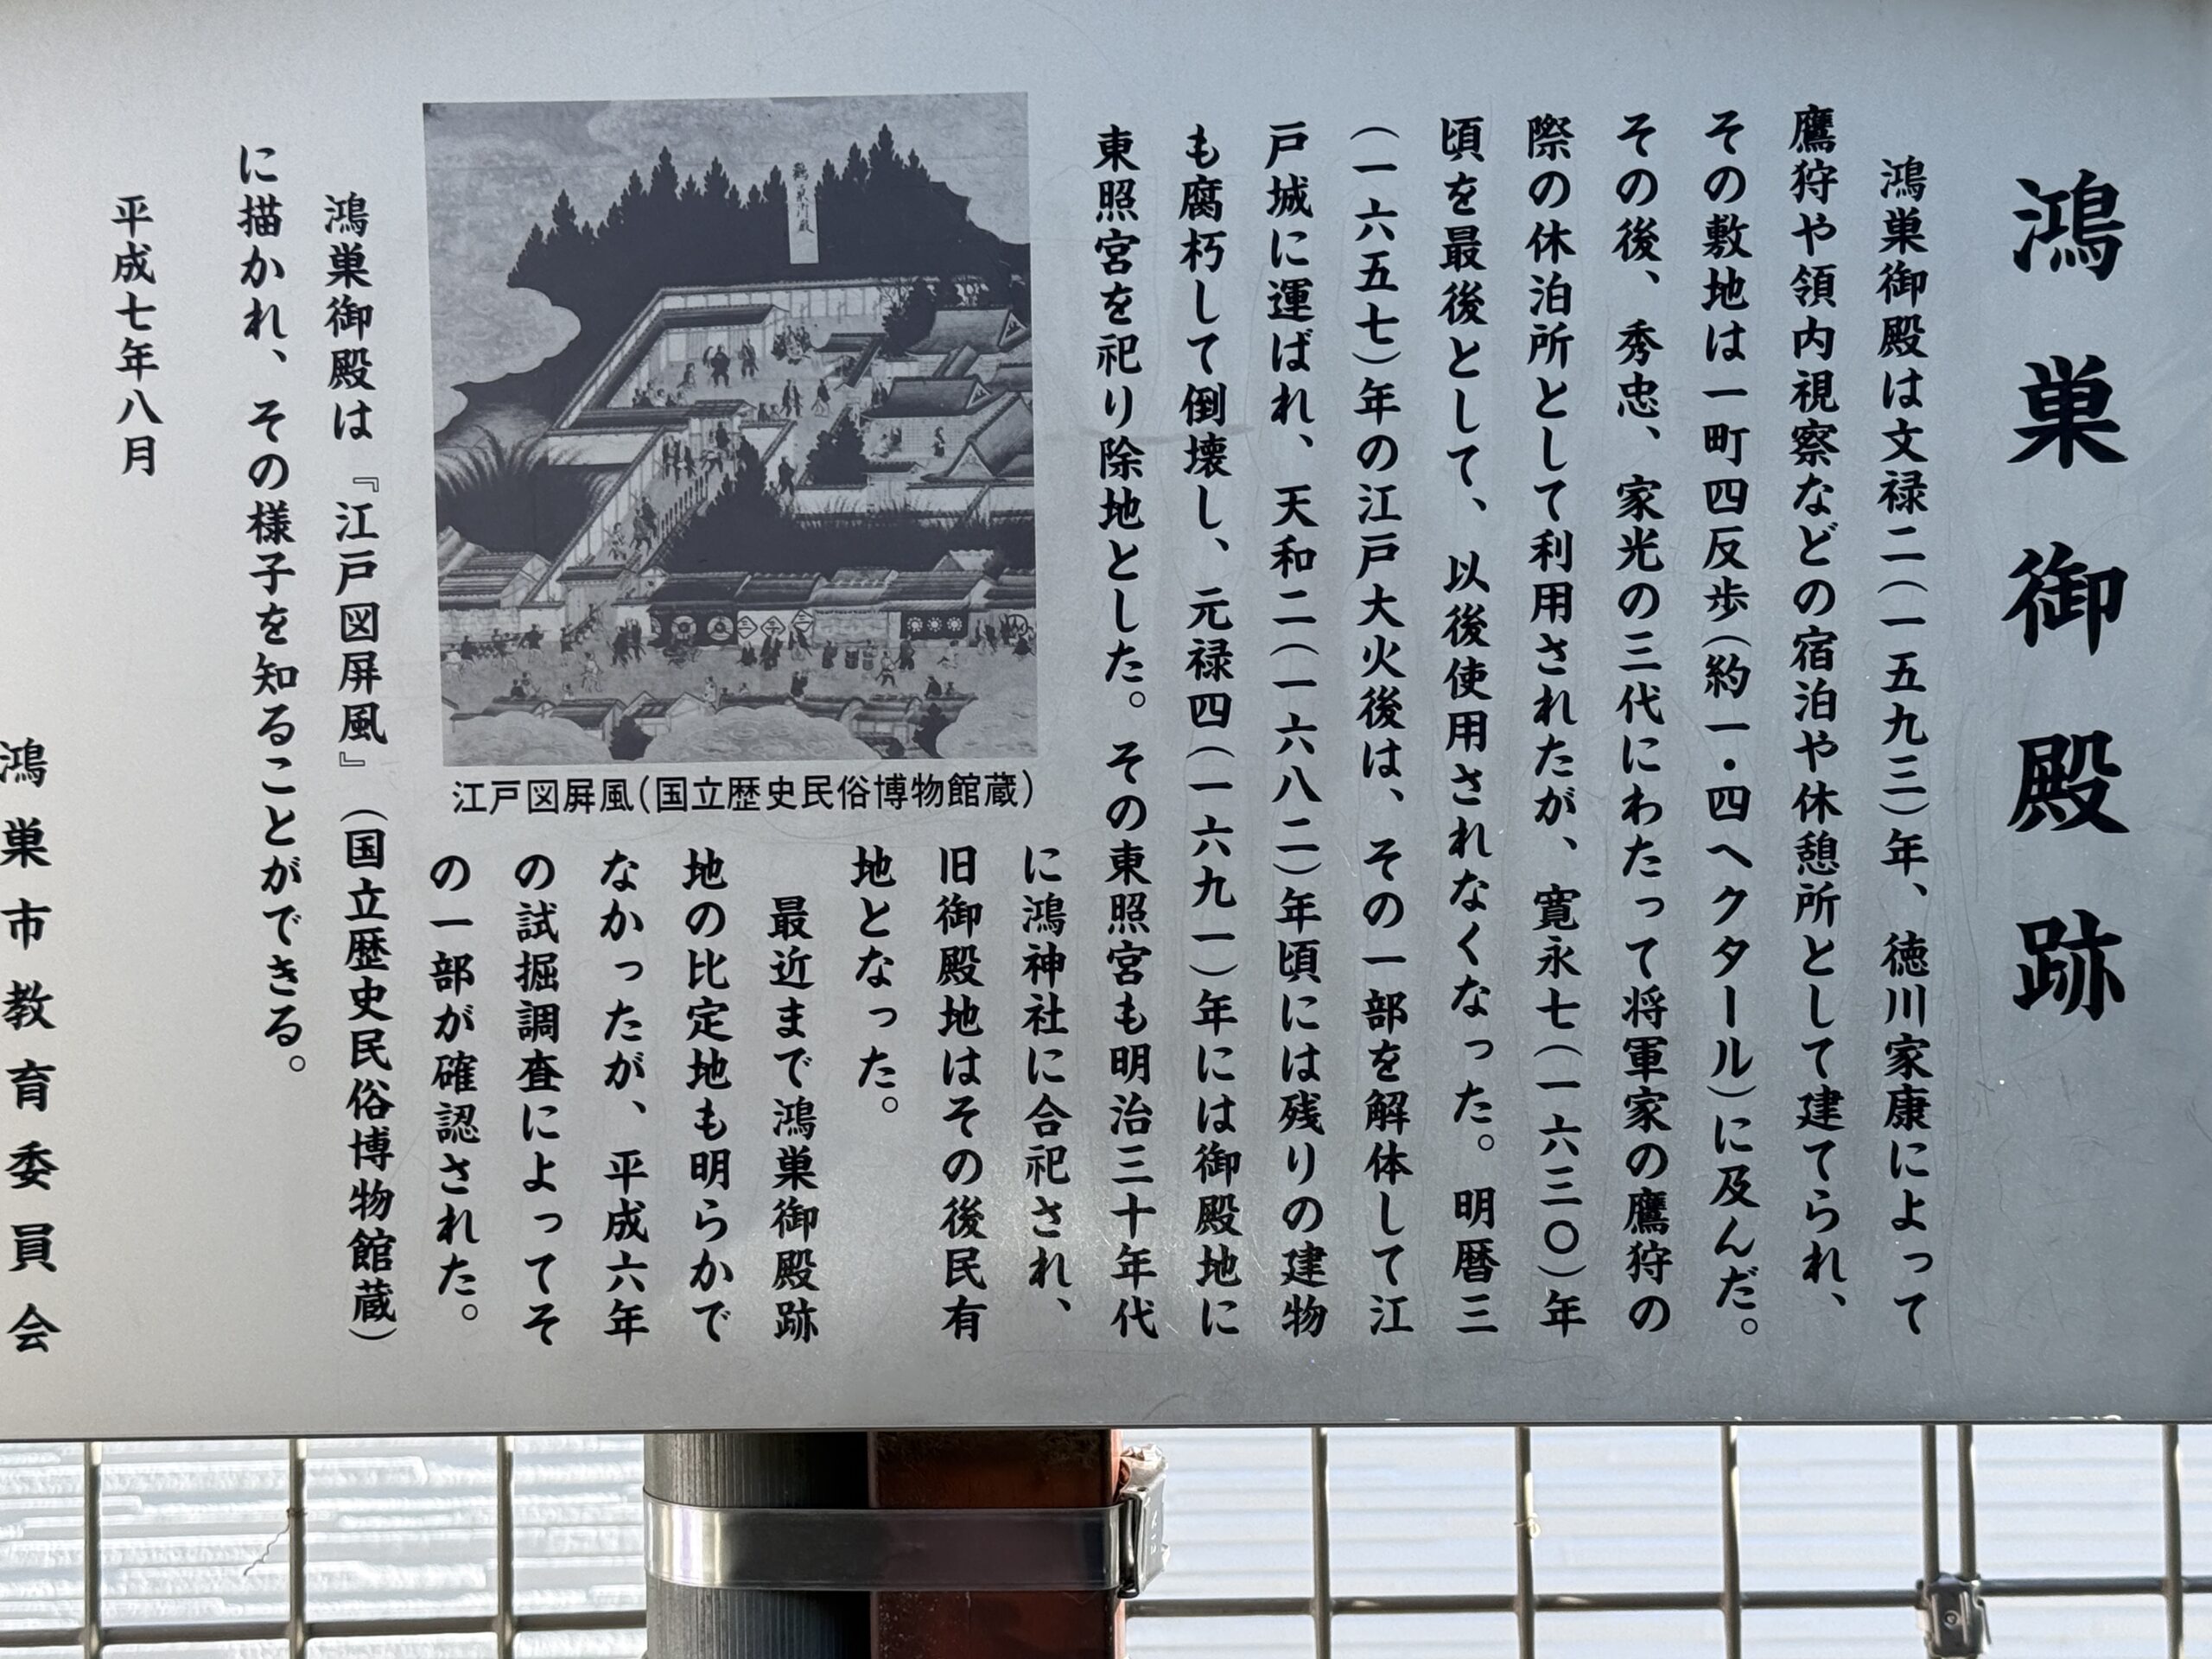 鴻巣御殿跡
鴻巣御殿は文禄二(一五九三)年、徳川家康によって
鷹狩や領内視察などの宿泊や休憩所として建てられ、
その敷地は一町四反歩(約一・四ヘクタール)に及んだ。
その後、秀忠、家光の三代にわたって将軍家の鷹狩の
際の休泊所として利用されたが、寛永七(一六三〇)年
頃を最後として、以後使用されなくなった。明暦三
(一六五七)年の江戸大火後は、その一部を解体して江
戸城に運ばれ、天和二(一六八二)年頃には残りの建物
も腐朽して倒壊し、元禄四(一六九一)年には御殿地に
東照宮を祀り除地とした。その東照宮も明治三十年代
に鴻神社に合祀され、
旧御殿地はその後民有
地となった。
最近まで鴻巣御殿跡
地の比定地も明らかで
なかったが、平成六年
の試掘調査によってそ
の一部が確認された。
鴻巣御殿
江戸図屛風(国立歴史民俗博物館蔵)
鴻巣御殿は『江戸図屏風』(国立歴史民俗博物館蔵)
に描かれ、その様子を知ることができる。
平成七年八月
鴻巣市教育委員会